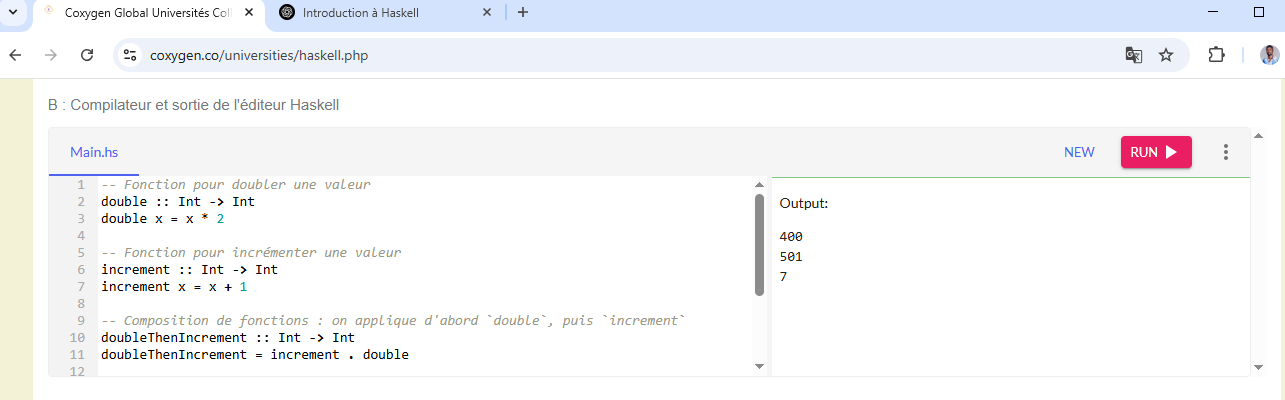 Coxygen Global Universités Coll
Introduction à Haskell
coxygen.co/universities/haskell.php
B : Compilateur et sortie de l'éditeur Haskell
Main.hs
NEW
RUN
1 -- Fonction pour doubler une valeur
2 double :: Int -> Int
3 double x = x * 2
4
5 -- Fonction pour incrémenter une valeur
6 increment :: Int -> Int
7 increment x = x + 1
8
9 -- Composition de fonctions : on applique d'abord `double`, puis `increment`
10 doubleThenIncrement :: Int -> Int
11 doubleThenIncrement = increment . double
12
Output:
400
501
7